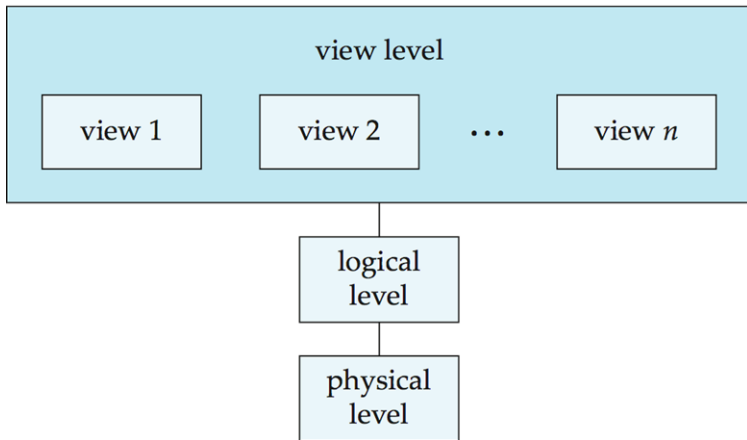 view level
view 1
view 2
...
view n
logical
level
physical
level